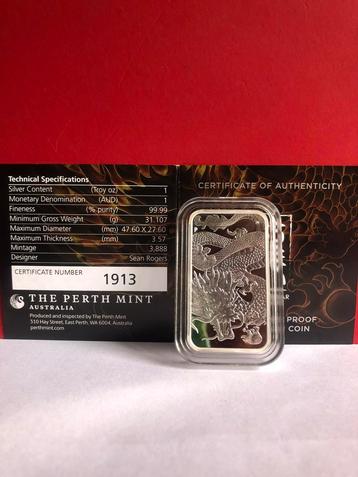 Technical Specifications
Silver Content (Troy oz) 1
Monetary Denomination (AUD) 1
Fineness (% purity) 99.99
Minimum Gross Weight (g) 31.107
Maximum Diameter (mm) 47.60 X 27.60
Maximum Thickness (mm) 3.57
Mintage 3,888
Designer Sean Rogers
CERTIFICATE NUMBER 1913
THE PERTH MINT
AUSTRALIA
Produced and inspected by The Perth Mint
310 Hay Street, East Perth, WA 6004, Australia
perthmint.com
CERTIFICATE OF AUTHENTICITY
PROOF
COIN